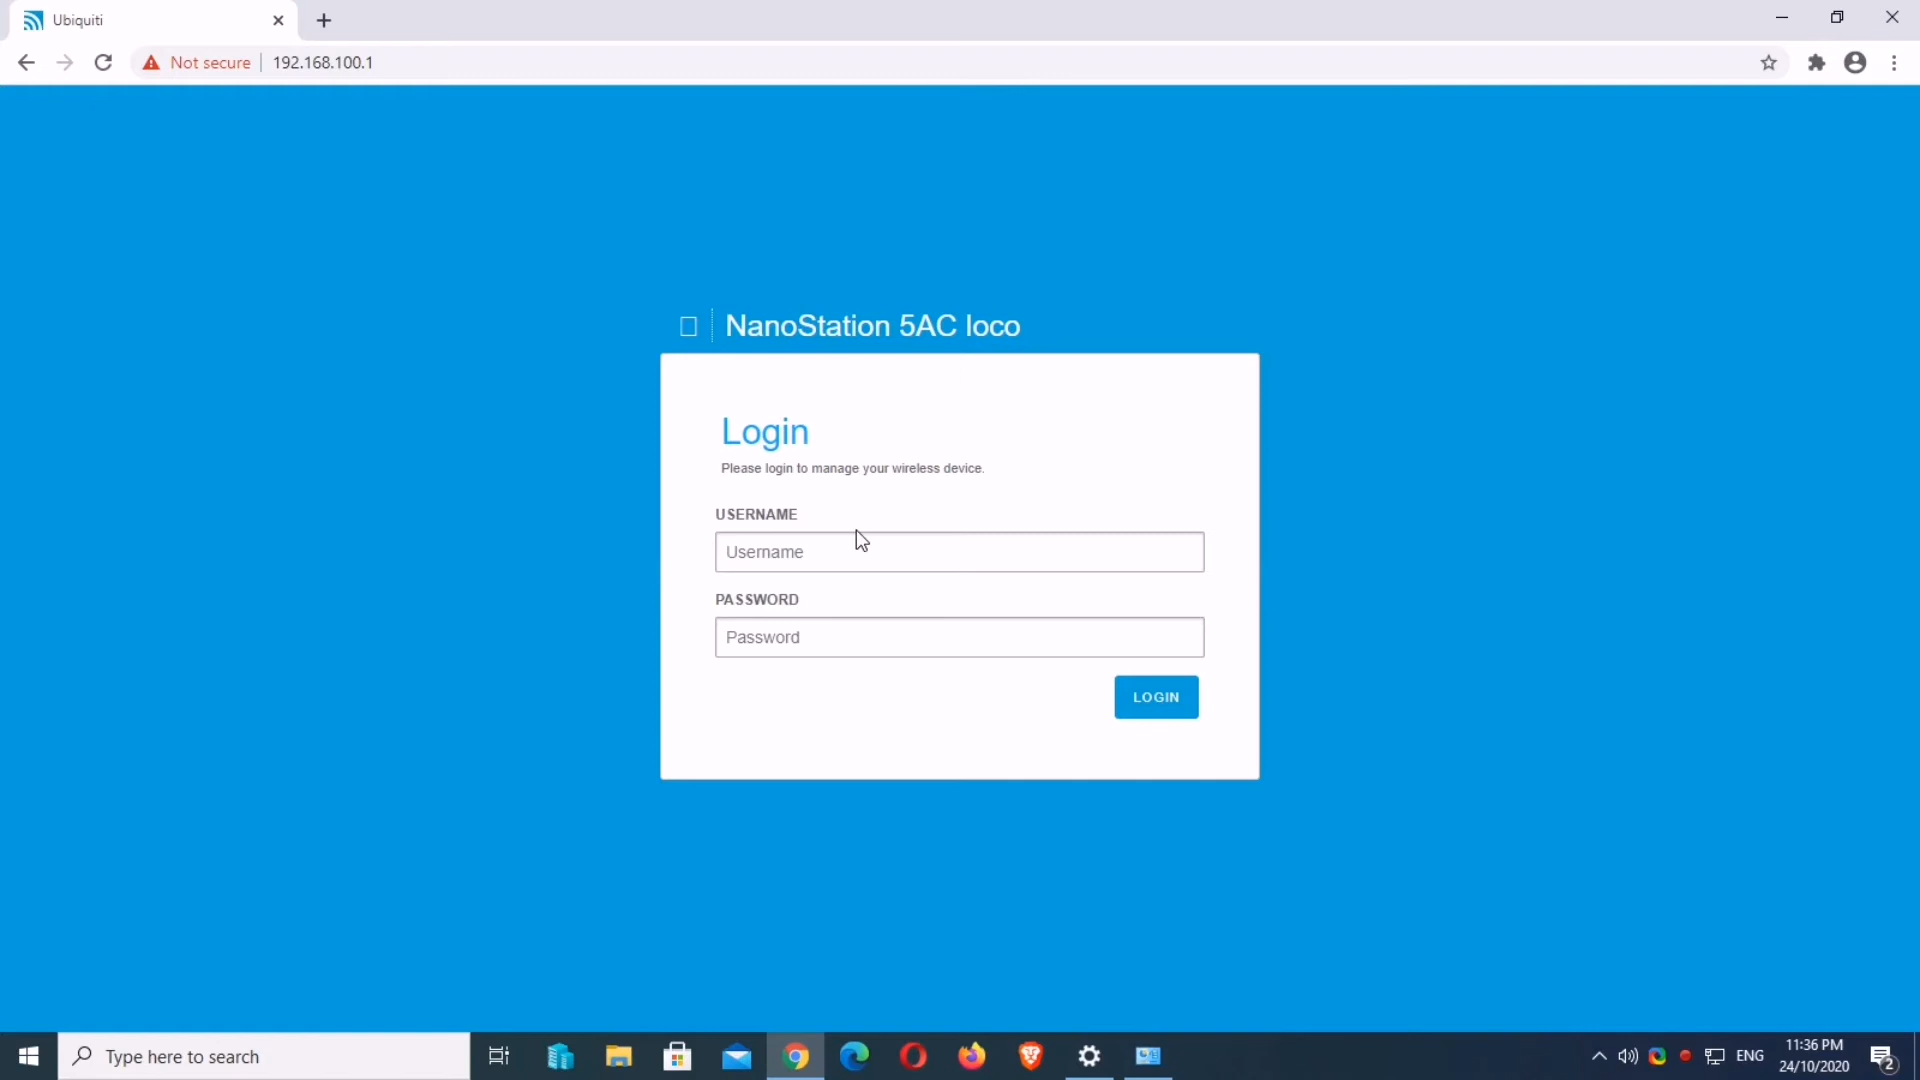 Ubiquiti
Not secure
192.168.100.1
NanoStation 5AC loco
Login
Please login to manage your wireless device.
USERNAME
Username
PASSWORD
Password
LOGIN
Type here to search
ENG
11:36 PM
24/10/2020
2